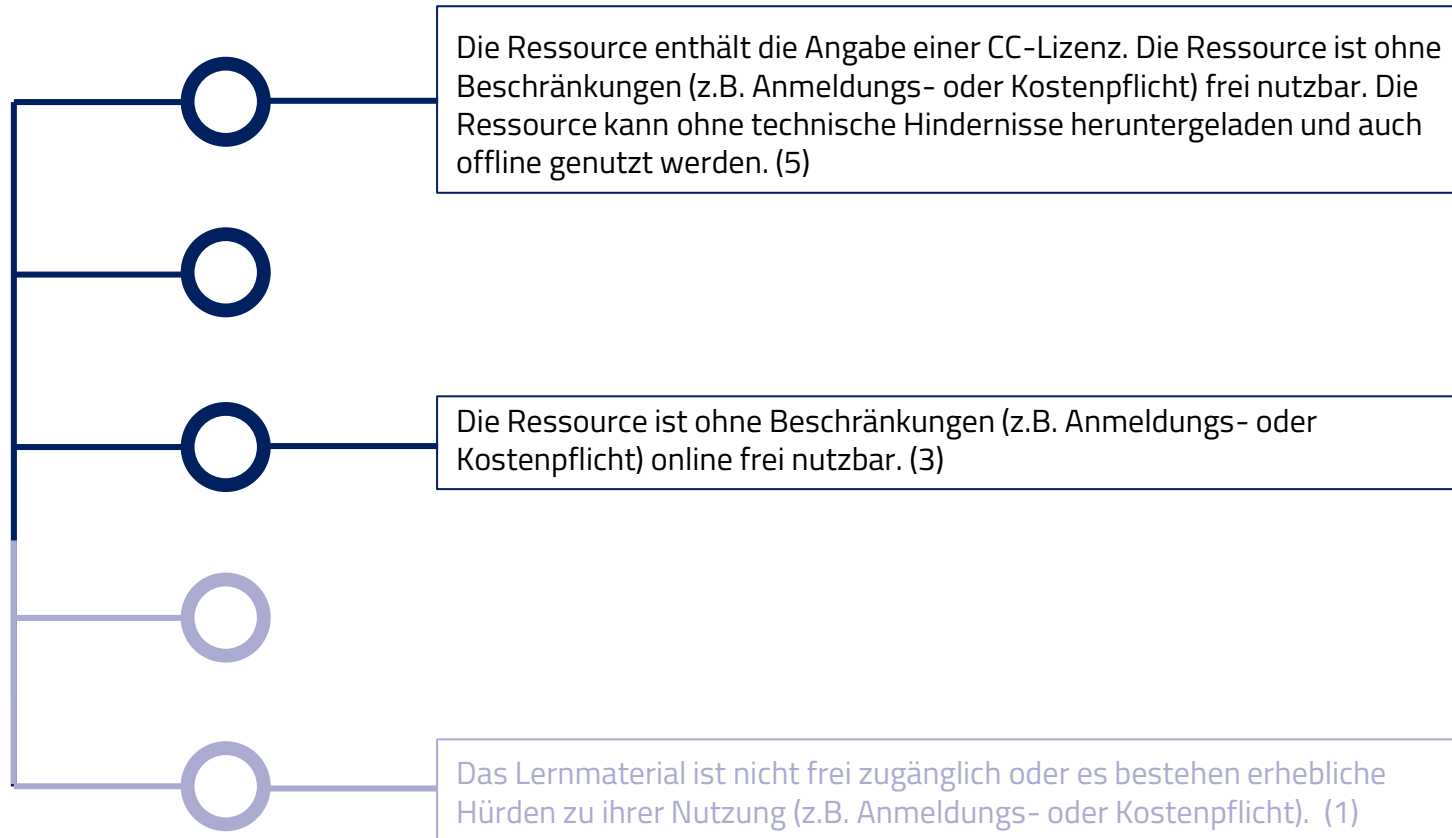 Die Ressource enthält die Angabe einer CC-Lizenz. Die Ressource ist ohne
Beschränkungen (z.B. Anmeldungs- oder Kostenpflicht) frei nutzbar. Die
Ressource kann ohne technische Hindernisse heruntergeladen und auch
offline genutzt werden. (5)
Die Ressource ist ohne Beschränkungen (z.B. Anmeldungs- oder
Kostenpflicht) online frei nutzbar. (3)
Das Lernmaterial ist nicht frei zugänglich oder es bestehen erhebliche
Hürden zu ihrer Nutzung (z.B. Anmeldungs- oder Kostenpflicht). (1)